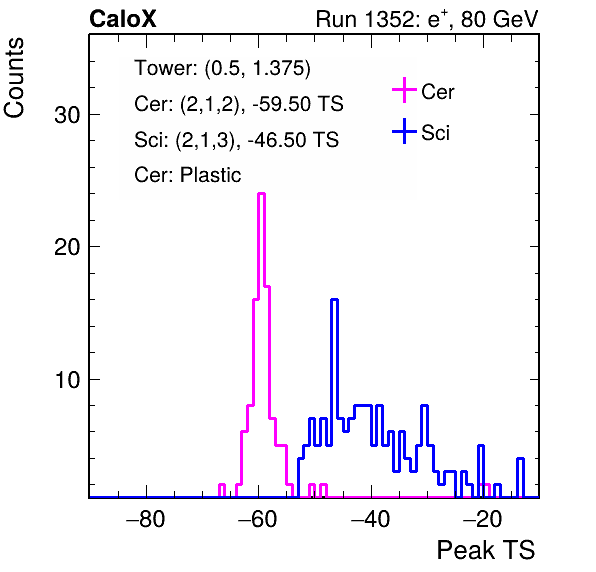 CaloX Run 1352: e⁺, 80 GeV
Counts
Tower: (0.5, 1.375)
Cer: (2,1,2), -59.50 TS
Sci: (2,1,3), -46.50 TS
Cer: Plastic
Cer
Sci
30
20
10
−80 −60 −40 −20
Peak TS